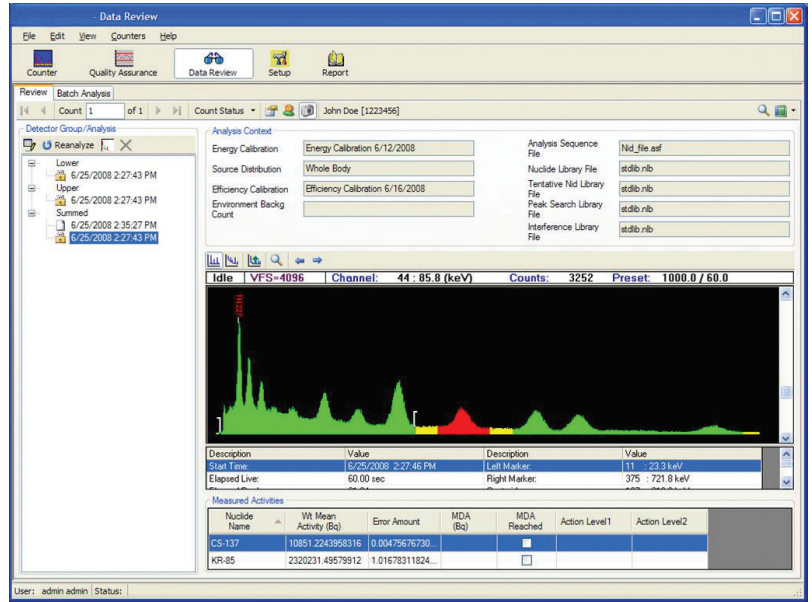 - Data Review
File Edit View Counters Help
Counter Quality Assurance Data Review Setup Report
Review Batch Analysis
Count 1 of 1 Count Status John Doe [1223456]
Detector Group/Analysis
Reanalyze
Lower
6/25/2008 2:27:43 PM
Upper
6/25/2008 2:27:43 PM
Summed
6/25/2008 2:35:27 PM
6/25/2008 2:27:43 PM
Analysis Context
Energy Calibration Energy Calibration 6/12/2008
Source Distribution Whole Body
Efficiency Calibration Efficiency Calibration 6/16/2008
Environment Backg
Count
Analysis Sequence
File Nid_file.asf
Nuclide Library File stdlib.nlb
Tentative Nid Library
File stdlib.nlb
Peak Search Library
File stdlib.nlb
Interference Library
File stdlib.nlb
Idle VFS=4096 Channel: 44 : 85.8 (keV) Counts: 3252 Preset: 1000.0 / 60.0
Description Value Description Value
Start Time: 6/25/2008 2:27:46 PM Left Marker: 11 : 23.3 keV
Elapsed Live: 60.00 sec Right Marker: 375 : 721.8 keV
Measured Activities
Nuclide
Name
Wt Mean
Activity (Bq)
Error Amount
MDA
(Bq)
MDA
Reached
Action Level1
Action Level2
CS-137 10851.2243958316 0.00475676730...
KR-85 2320231.49579912 1.01678311824...
User: admin admin Status: